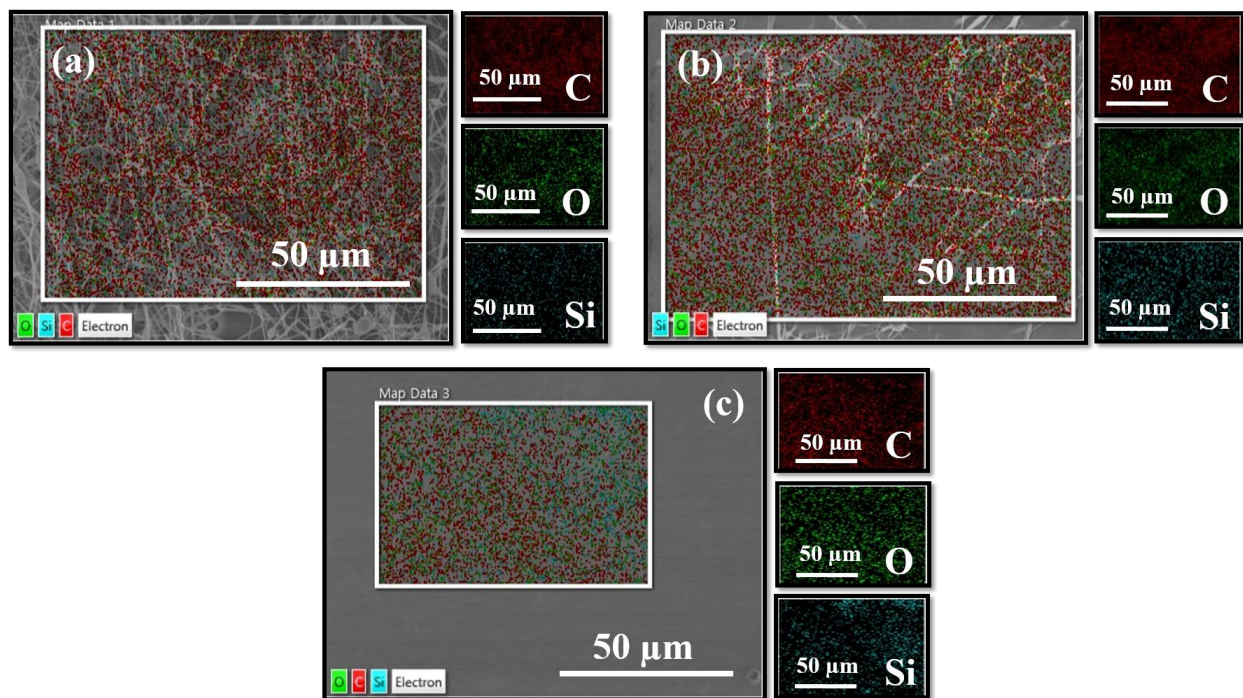 Map Data 1
(a)
50 µm
O Si C Electron
50 µm
C
50 µm
O
50 µm
Si
Map Data 2
(b)
50 µm
Si O C Electron
50 µm
C
50 µm
O
50 µm
Si
Map Data 3
(c)
50 µm
O C Si Electron
50 µm
C
50 µm
O
50 µm
Si